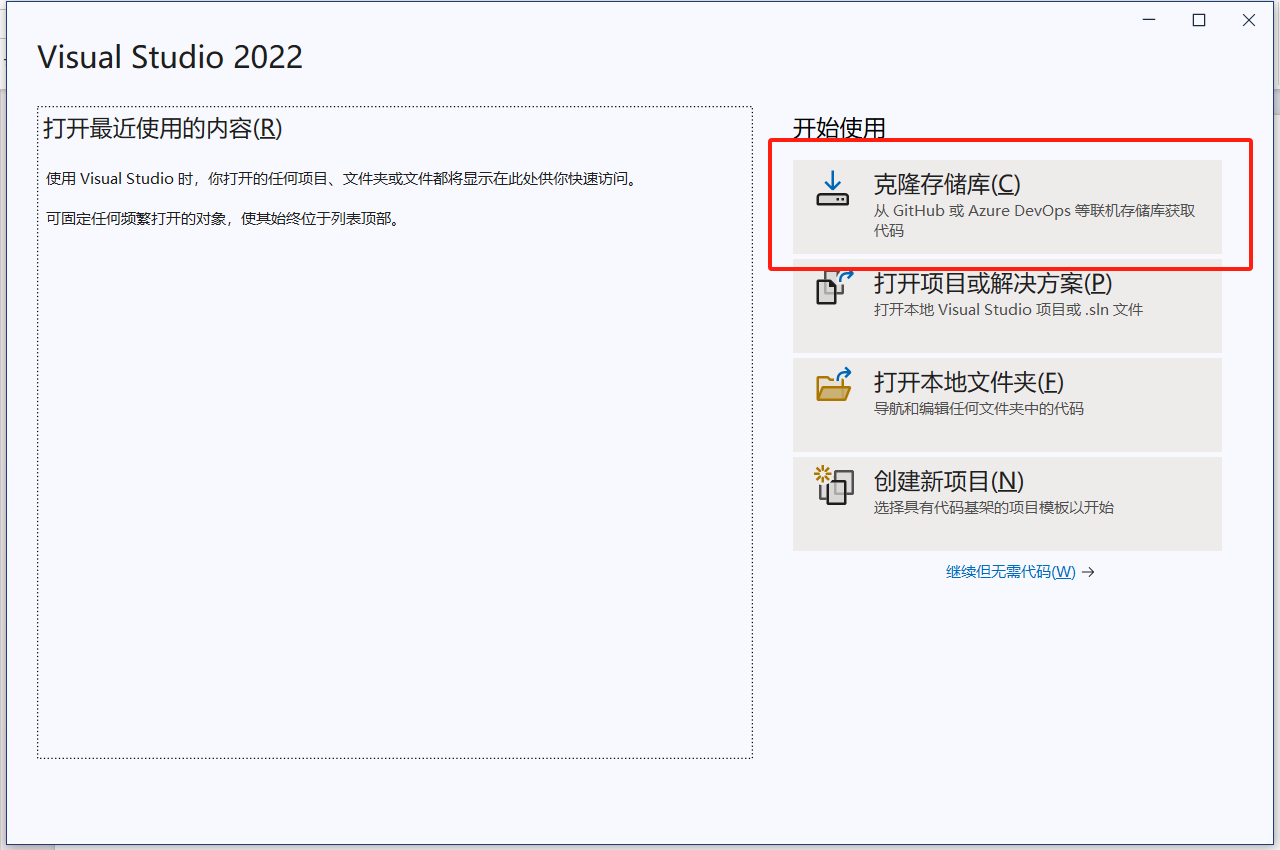 Visual Studio 2022
打开最近使用的内容(R)
使用 Visual Studio 时，你打开的任何项目、文件夹或文件都将显示在此处供你快速访问。
可固定任何频繁打开的对象，使其始终位于列表顶部。
开始使用
克隆存储库(C)
从 GitHub 或 Azure DevOps 等联机存储库获取
代码
打开项目或解决方案(P)
打开本地 Visual Studio 项目或 .sln 文件
打开本地文件夹(F)
导航和编辑任何文件夹中的代码
创建新项目(N)
选择具有代码基架的项目模板以开始
继续但无需代码(W) →